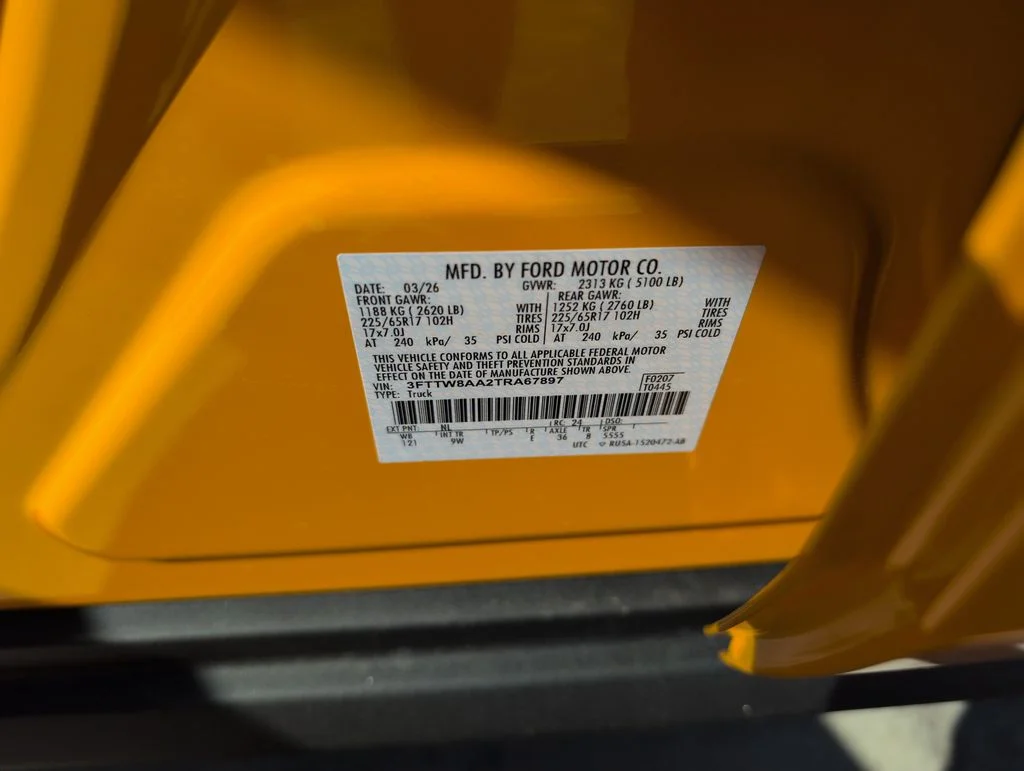 MFD. BY FORD MOTOR CO.
DATE: 03/26 GVWR: 2313 KG ( 5100 LB)
FRONT GAWR: REAR GAWR:
1188 KG ( 2620 LB) WITH 1252 KG ( 2760 LB) WITH
225/65R17 102H TIRES 225/65R17 102H TIRES
17x7.0J RIMS 17x7.0J RIMS
AT 240 kPa/ 35 PSI COLD AT 240 kPa/ 35 PSI COLD
THIS VEHICLE CONFORMS TO ALL APPLICABLE FEDERAL MOTOR
VEHICLE SAFETY AND THEFT PREVENTION STANDARDS IN
EFFECT ON THE DATE OF MANUFACTURE SHOWN ABOVE.
VIN: 3FTTW8AA2TRA67897 F0207
TYPE: Truck T0445
EXT PNT: NL RC: 24 DSO:
WB INT TR TP/PS R AXLE TR SPR
121 9W E 36 8 5555
UTC RU5A-1520472-AB